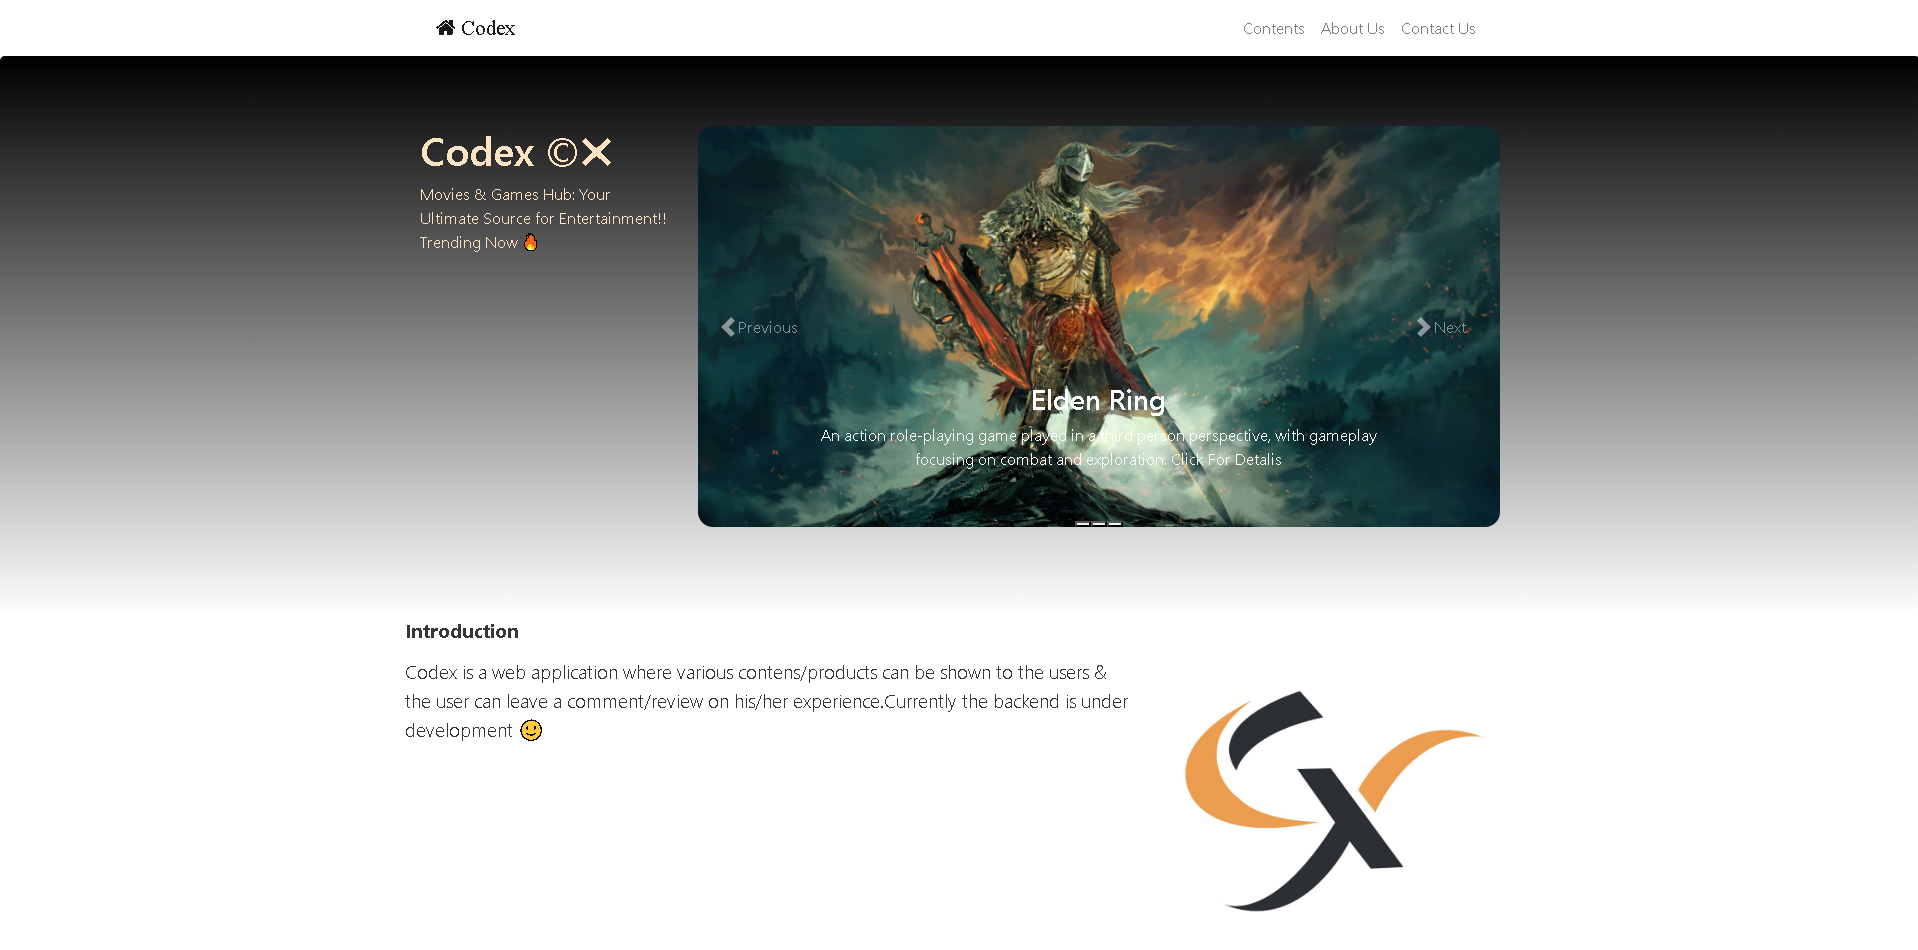 Codex
Contents About Us Contact Us
Codex ©✕
Movies & Games Hub: Your
Ultimate Source for Entertainment!!
Trending Now 🔥
Previous
Next
Elden Ring
An action role-playing game played in a third person perspective, with gameplay
focusing on combat and exploration. Click For Detalis
Introduction
Codex is a web application where various contens/products can be shown to the users &
the user can leave a comment/review on his/her experience.Currently the backend is under
development 🙂